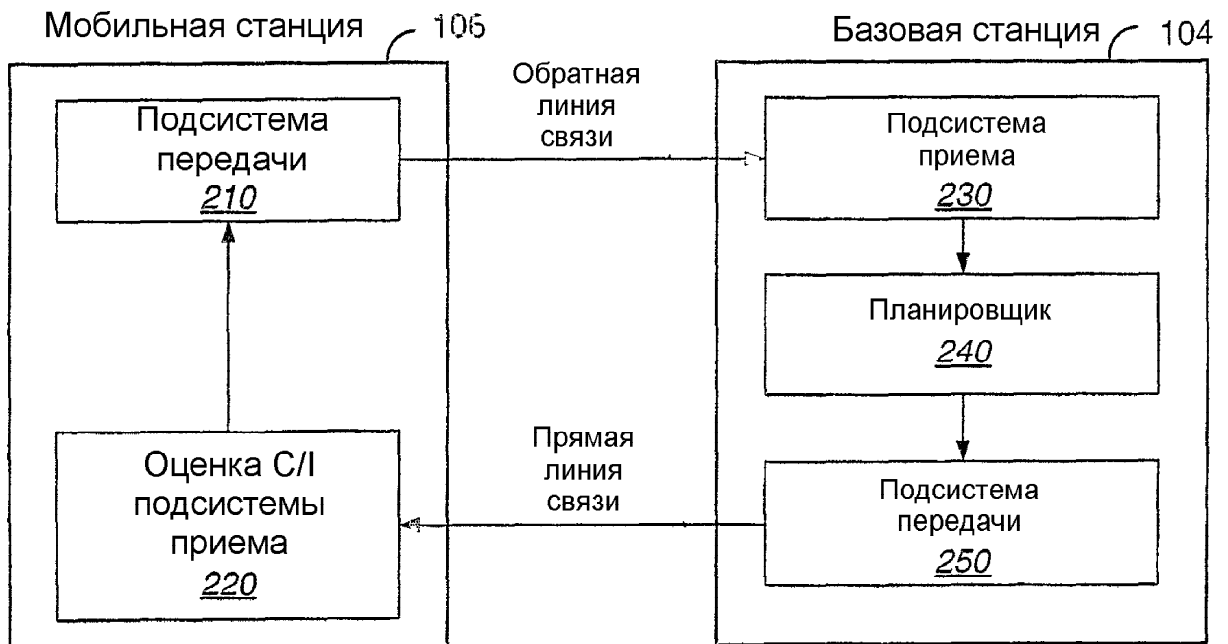 Мобильная станция
106
Базовая станция
104
Подсистема
передачи
210
Обратная
линия
связи
Подсистема
приема
230
Планировщик
240
Оценка C/I
подсистемы
приема
220
Прямая
линия
связи
Подсистема
передачи
250